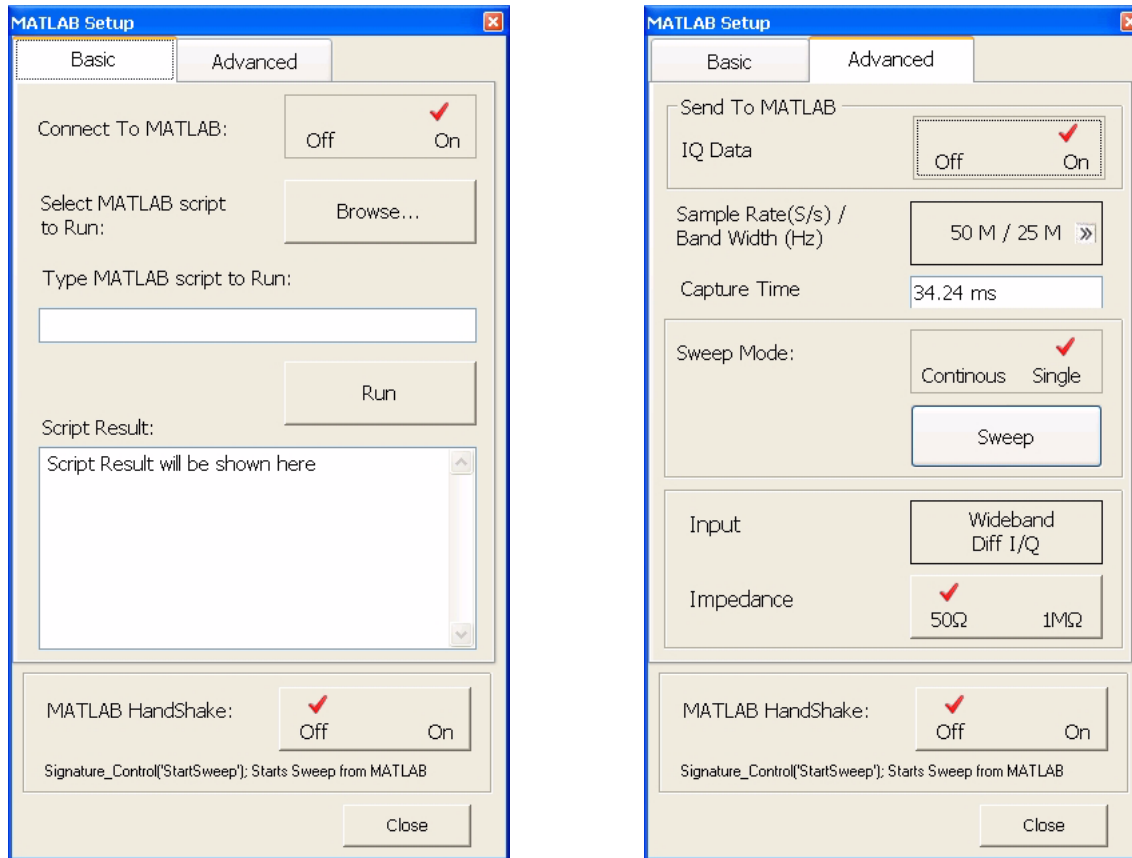 MATLAB Setup
Basic
Advanced
Connect To MATLAB:
Off
On
Select MATLAB script
to Run:
Browse...
Type MATLAB script to Run:
Run
Script Result:
Script Result will be shown here
MATLAB HandShake:
Off
On
Signature_Control('StartSweep'); Starts Sweep from MATLAB
Close
MATLAB Setup
Basic
Advanced
Send To MATLAB
IQ Data
Off
On
Sample Rate(S/s) /
Band Width (Hz)
50 M / 25 M »
Capture Time
34.24 ms
Sweep Mode:
Continous
Single
Sweep
Input
Wideband
Diff I/Q
Impedance
50Ω
1MΩ
MATLAB HandShake:
Off
On
Signature_Control('StartSweep'); Starts Sweep from MATLAB
Close